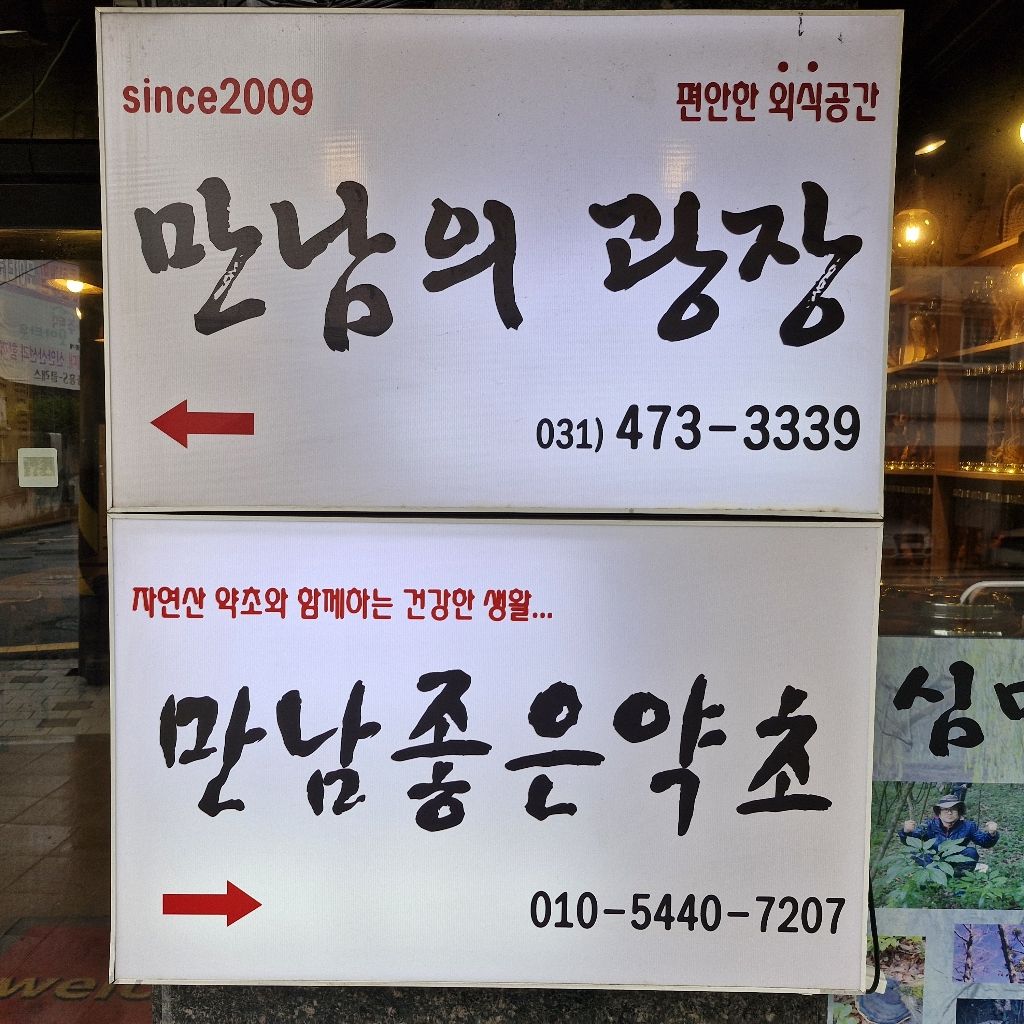 since2009
편안한 외식공간
만남의 광장
031) 473-3339
자연산 약초와 함께하는 건강한 생활...
만남좋은약초
010-5440-7207
심
welc